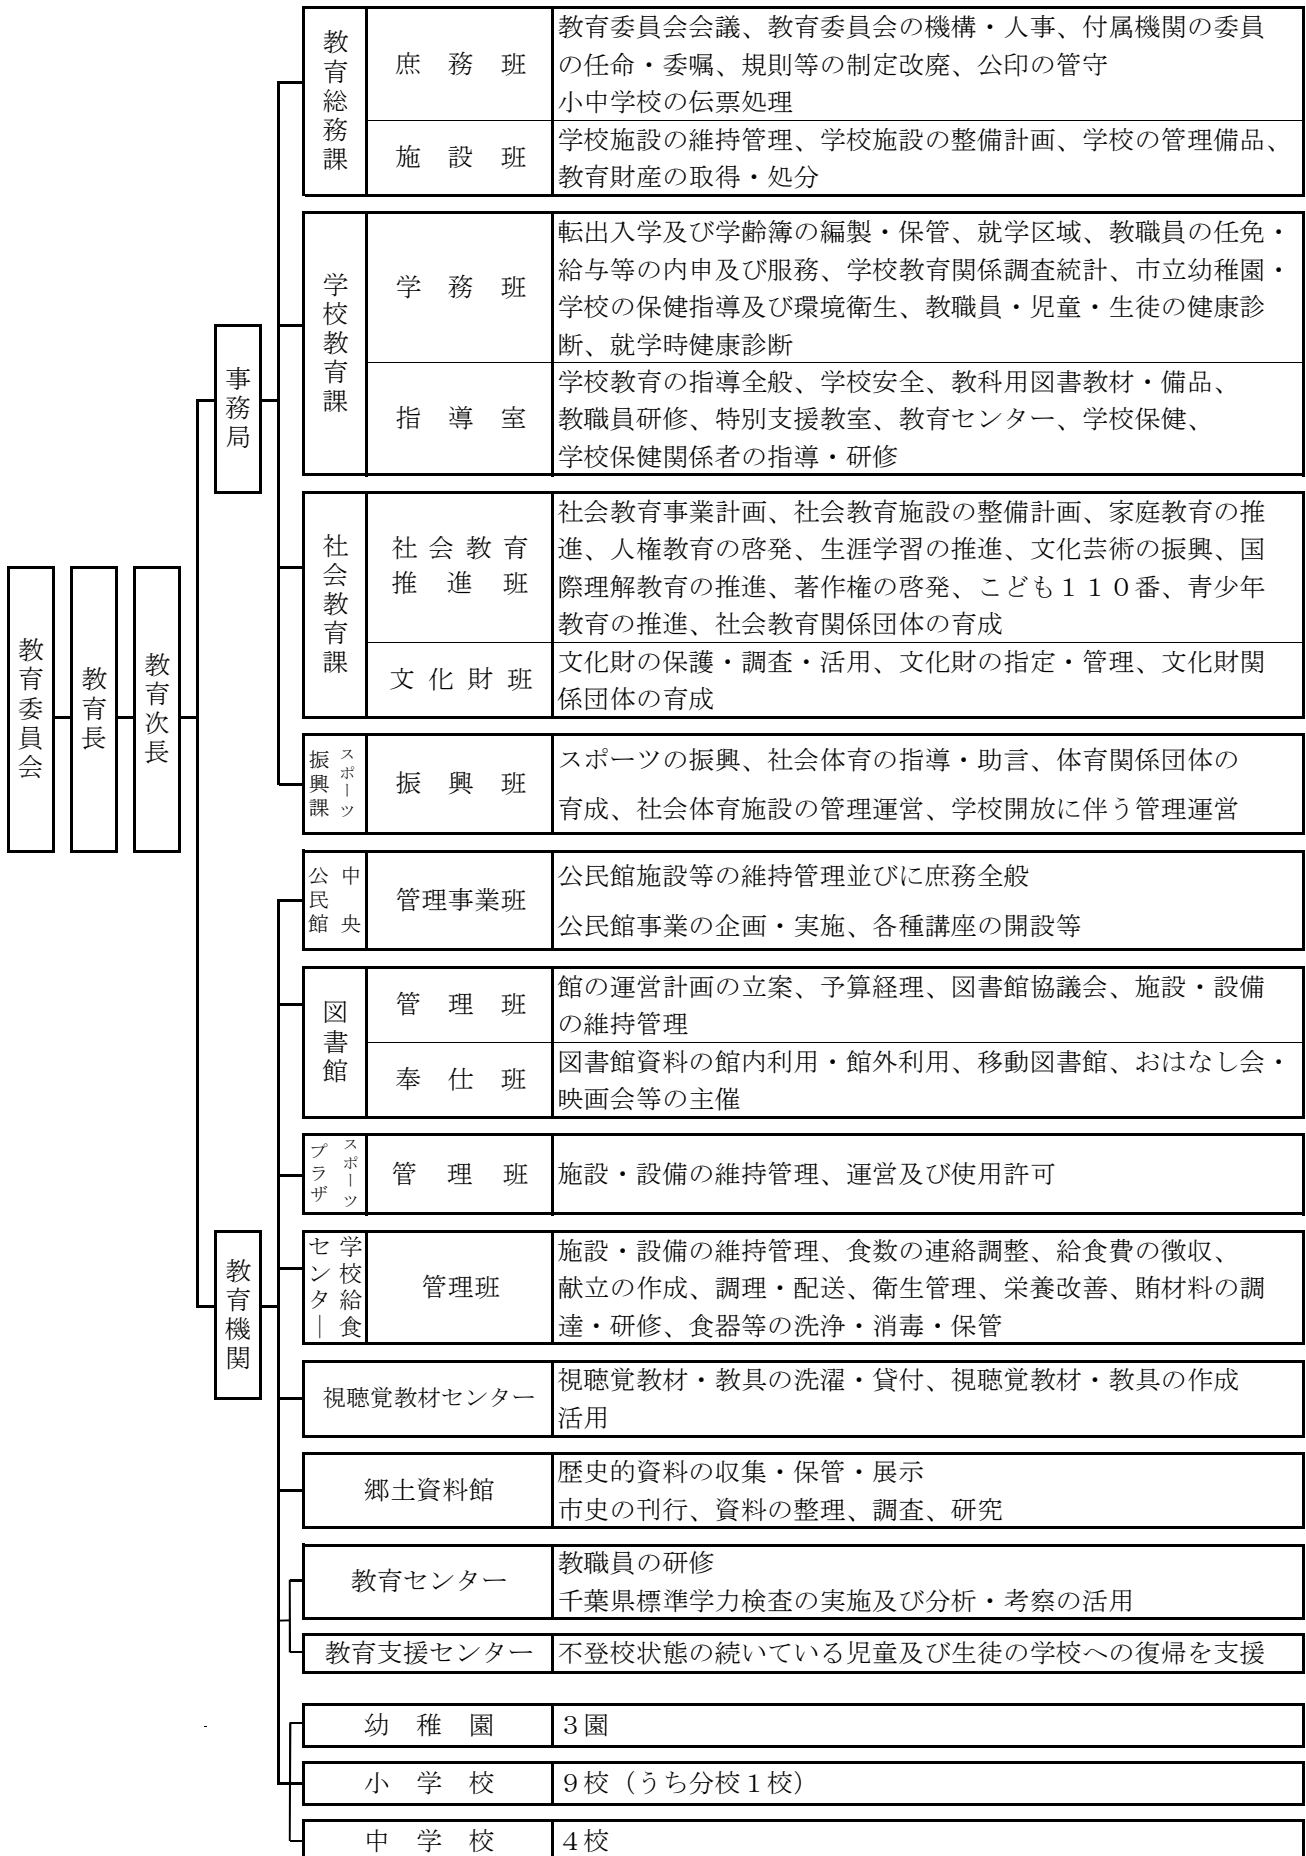 教育委員会
教育長
教育次長
事務局
教育総務課
庶務班
教育委員会会議、教育委員会の機構・人事、付属機関の委員
の任命・委嘱、規則等の制定改廃、公印の管守
小中学校の伝票処理
施設班
学校施設の維持管理、学校施設の整備計画、学校の管理備品、
教育財産の取得・処分
学校教育課
学務班
転出入学及び学齢簿の編製・保管、就学区域、教職員の任免・
給与等の内申及び服務、学校教育関係調査統計、市立幼稚園・
学校の保健指導及び環境衛生、教職員・児童・生徒の健康診
断、就学時健康診断
指導室
学校教育の指導全般、学校安全、教科用図書教材・備品、
教職員研修、特別支援教室、教育センター、学校保健、
学校保健関係者の指導・研修
社会教育課
社会教育
推進班
社会教育事業計画、社会教育施設の整備計画、家庭教育の推
進、人権教育の啓発、生涯学習の推進、文化芸術の振興、国
際理解教育の推進、著作権の啓発、こども１１０番、青少年
教育の推進、社会教育関係団体の育成
文化財班
文化財の保護・調査・活用、文化財の指定・管理、文化財関
係団体の育成
スポーツ
振興課
振興班
スポーツの振興、社会体育の指導・助言、体育関係団体の
育成、社会体育施設の管理運営、学校開放に伴う管理運営
教育機関
中央
公民館
管理事業班
公民館施設等の維持管理並びに庶務全般
公民館事業の企画・実施、各種講座の開設等
図書館
管理班
館の運営計画の立案、予算経理、図書館協議会、施設・設備
の維持管理
奉仕班
図書館資料の館内利用・館外利用、移動図書館、おはなし会・
映画会等の主催
スポーツ
プラザ
管理班
施設・設備の維持管理、運営及び使用許可
学校給食
センター
管理班
施設・設備の維持管理、食数の連絡調整、給食費の徴収、
献立の作成、調理・配送、衛生管理、栄養改善、賄材料の調
達・研修、食器等の洗浄・消毒・保管
視聴覚教材センター
視聴覚教材・教具の洗濯・貸付、視聴覚教材・教具の作成
活用
郷土資料館
歴史的資料の収集・保管・展示
市史の刊行、資料の整理、調査、研究
教育センター
教職員の研修
千葉県標準学力検査の実施及び分析・考察の活用
教育支援センター
不登校状態の続いている児童及び生徒の学校への復帰を支援
幼稚園
３園
小学校
９校（うち分校１校）
中学校
４校